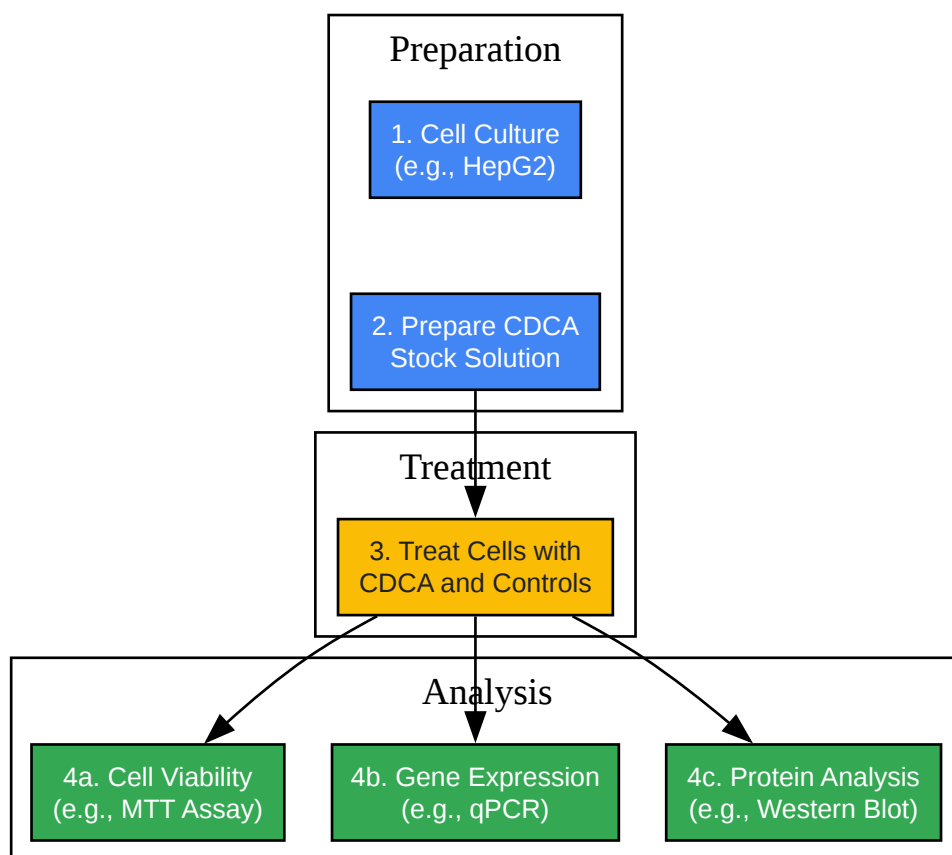 Preparation
1. Cell Culture
(e.g., HepG2)
2. Prepare CDCA
Stock Solution
Treatment
3. Treat Cells with
CDCA and Controls
Analysis
4a. Cell Viability
(e.g., MTT Assay)
4b. Gene Expression
(e.g., qPCR)
4c. Protein Analysis
(e.g., Western Blot)